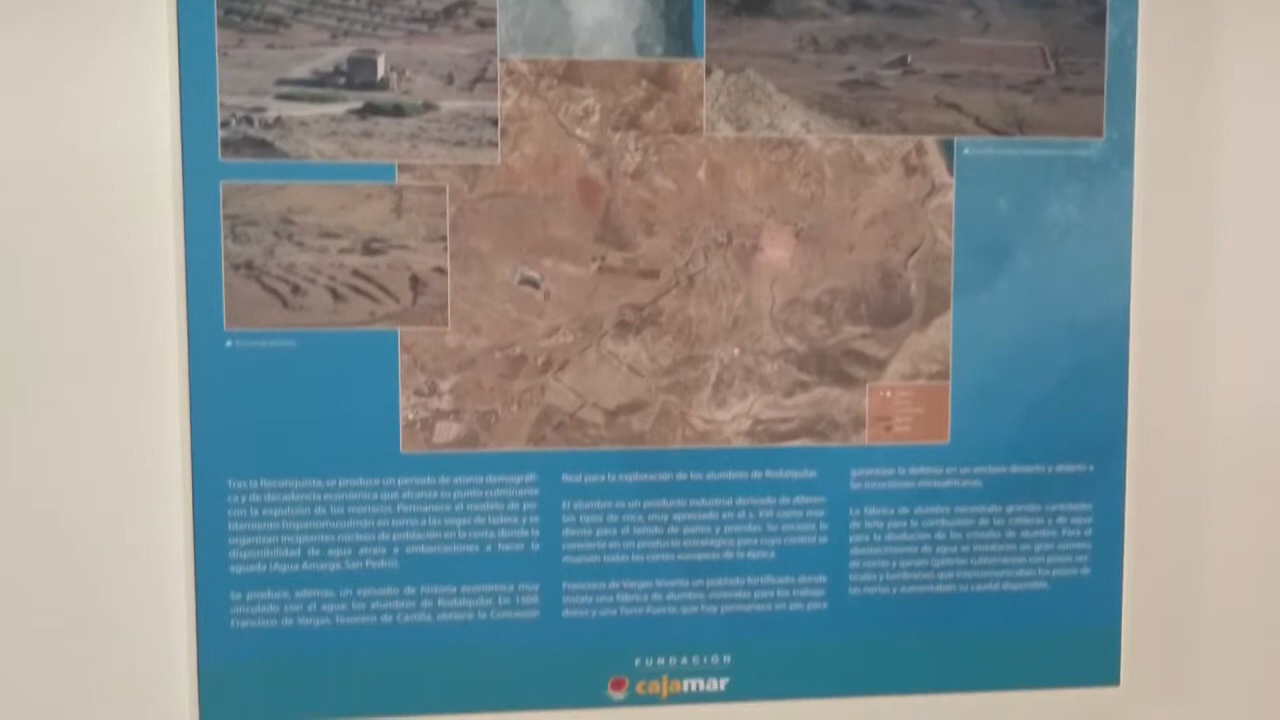 Tras la Reconquista, se produce un periodo de atonía demográfi-
ca y de decadencia económica que alcanza su punto culminante
con la expulsión de los moriscos. Permanece el modelo de po-
blamiento hispanomusulmán en torno a las vegas de ladera, y se
organizan incipientes núcleos de población en la costa, donde la
disponibilidad de agua atraía a embarcaciones a hacer la
aguada (Agua Amarga, San Pedro).
Se produce, además, un episodio de historia económica muy
vinculado con el agua: los alumbres de Rodalquilar. En 1509,
Francisco de Vargas, Tesorero de Castilla, obtiene la Concesión
Real para la explotación de los alumbres de Rodalquilar.
El alumbre es un producto industrial derivado de diferen-
tes tipos de roca, muy apreciado en el s. XVI como mor-
diente para el teñido de paños y prendas. Su escasez lo
convierte en un producto estratégico para cuyo control se
mueven todas las cortes europeas de la época.
Francisco de Vargas levanta un poblado fortificado donde
instala una fábrica de alumbre, viviendas para los trabaja-
dores y una Torre Fuerte, que hoy permanece en pie, para
garantizar la defensa en un enclave desierto y debido a
las incursiones norteafricanas.
La fábrica de alumbre necesitaba grandes cantidades
de leña para la combustión de las calderas y de agua
para la disolución de los cristales de alumbre. Para el
abastecimiento de agua se instalaron un gran número
de norias y qanats (galerías subterráneas con pozos ver-
ticales y lumbreras), que intercomunicaban los pozos de
las norias y aumentaban su caudal disponible.
FUNDACIÓN
cajamar